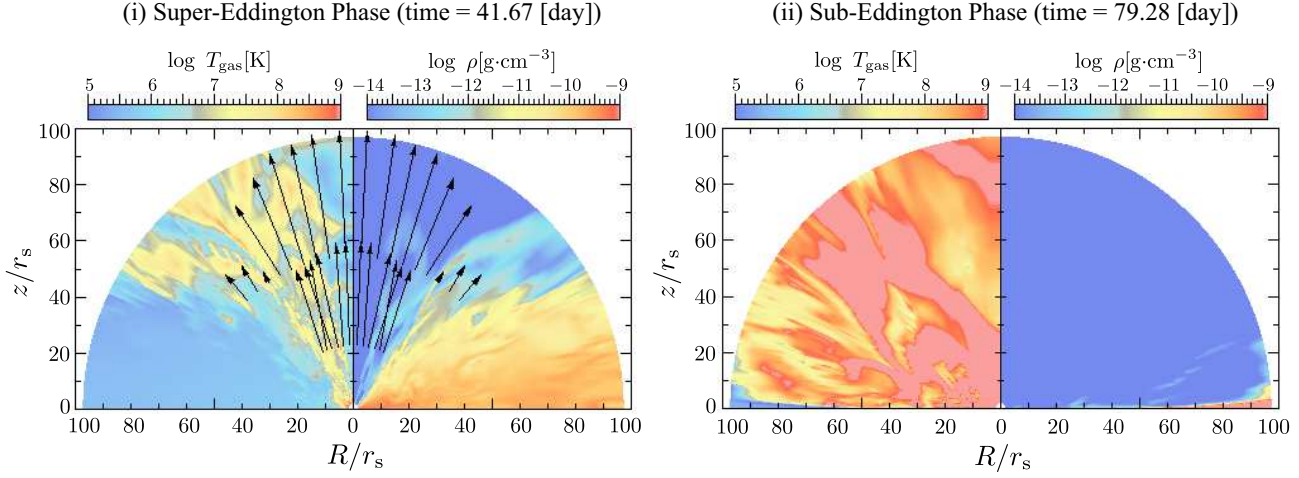 (i) Super-Eddington Phase (time = 41.67 [day])
(ii) Sub-Eddington Phase (time = 79.28 [day])
log T_gas[K]
log ρ[g·cm⁻³]
log T_gas[K]
log ρ[g·cm⁻³]
5 6 7 8 9 −14 −13 −12 −11 −10 −9
5 6 7 8 9 −14 −13 −12 −11 −10 −9
100
80
60
40
20
0
z/r_s
100 80 60 40 20 0 20 40 60 80 100
R/r_s
100
80
60
40
20
0
z/r_s
100 80 60 40 20 0 20 40 60 80 100
R/r_s